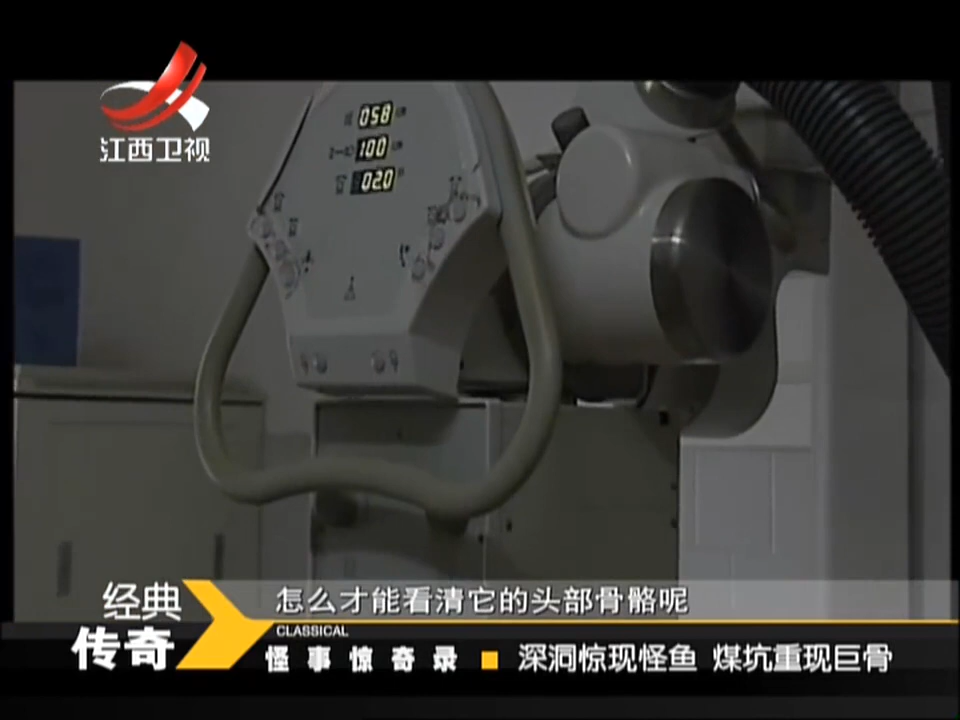 江西卫视
058
100
020
经典
传奇
怎么才能看清它的头部骨骼呢
CLASSICAL
怪事惊奇录 ■ 深洞惊现怪鱼 煤坑重现巨骨